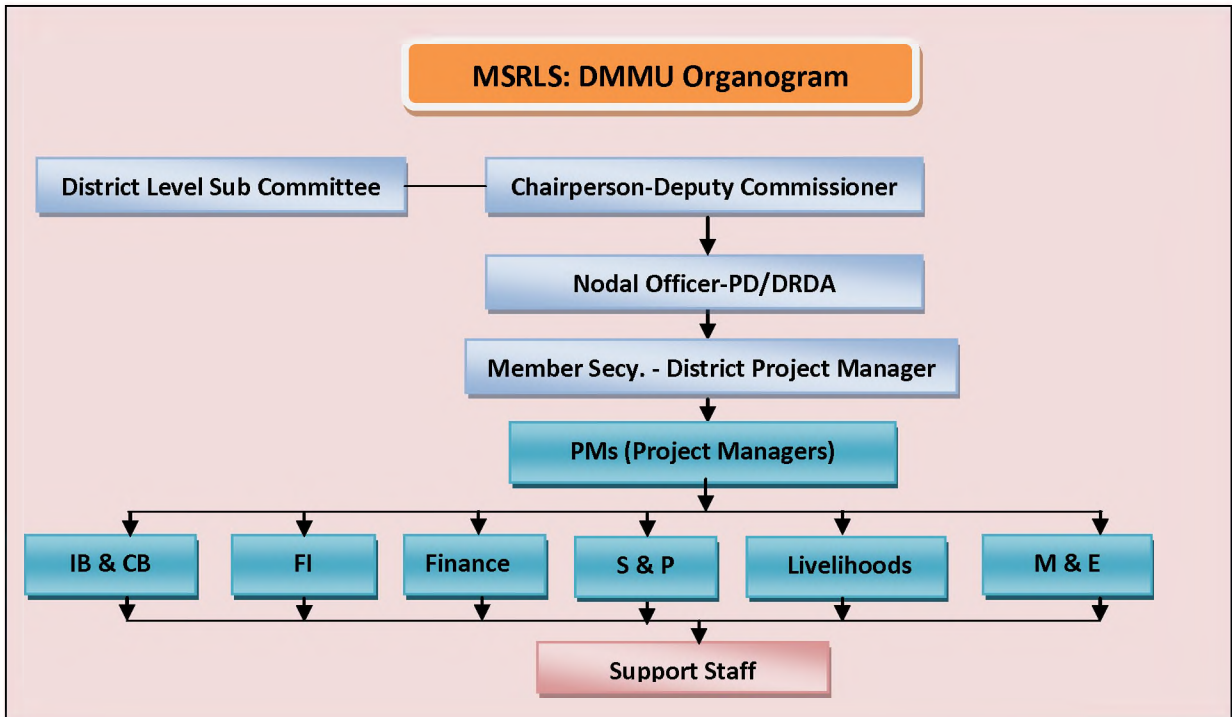 MSRLS: DMMU Organogram
District Level Sub Committee
Chairperson-Deputy Commissioner
Nodal Officer-PD/DRDA
Member Secy. - District Project Manager
PMs (Project Managers)
IB & CB
FI
Finance
S & P
Livelihoods
M & E
Support Staff